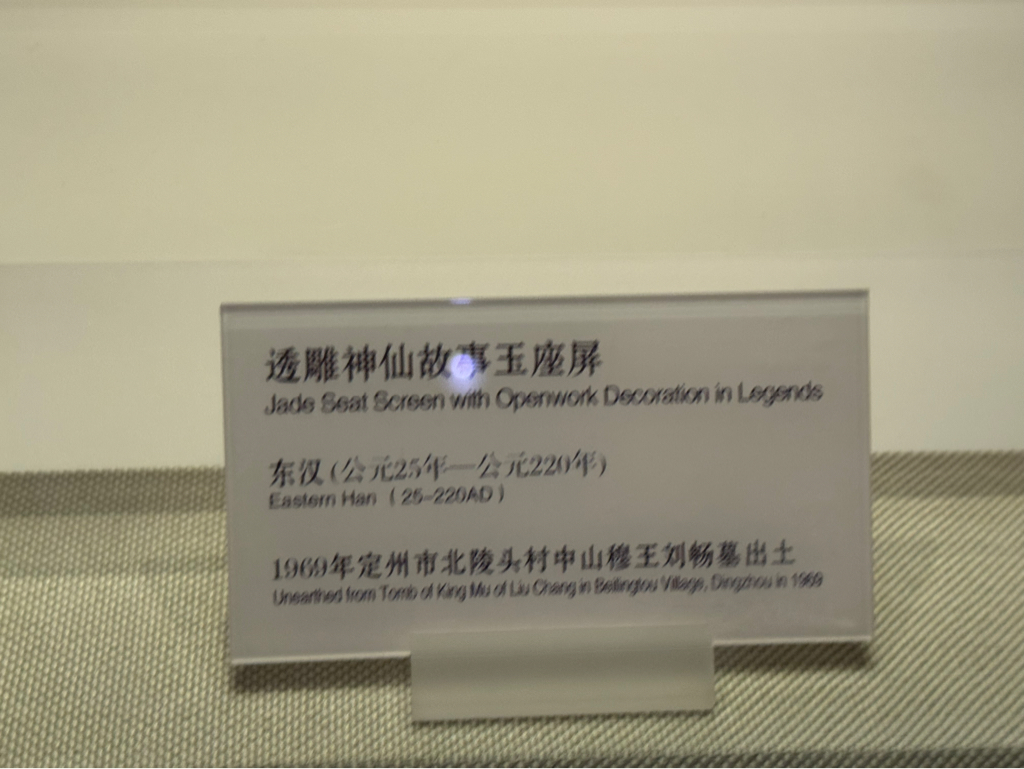 透雕神仙故事玉座屏
Jade Seat Screen with Openwork Decoration in Legends
东汉(公元25年—公元220年)
Eastern Han (25-220AD)
1969年定州市北陵头村中山穆王刘畅墓出土
Unearthed from Tomb of King Mu of Liu Chang in Beilingtou Village, Dingzhou in 1969